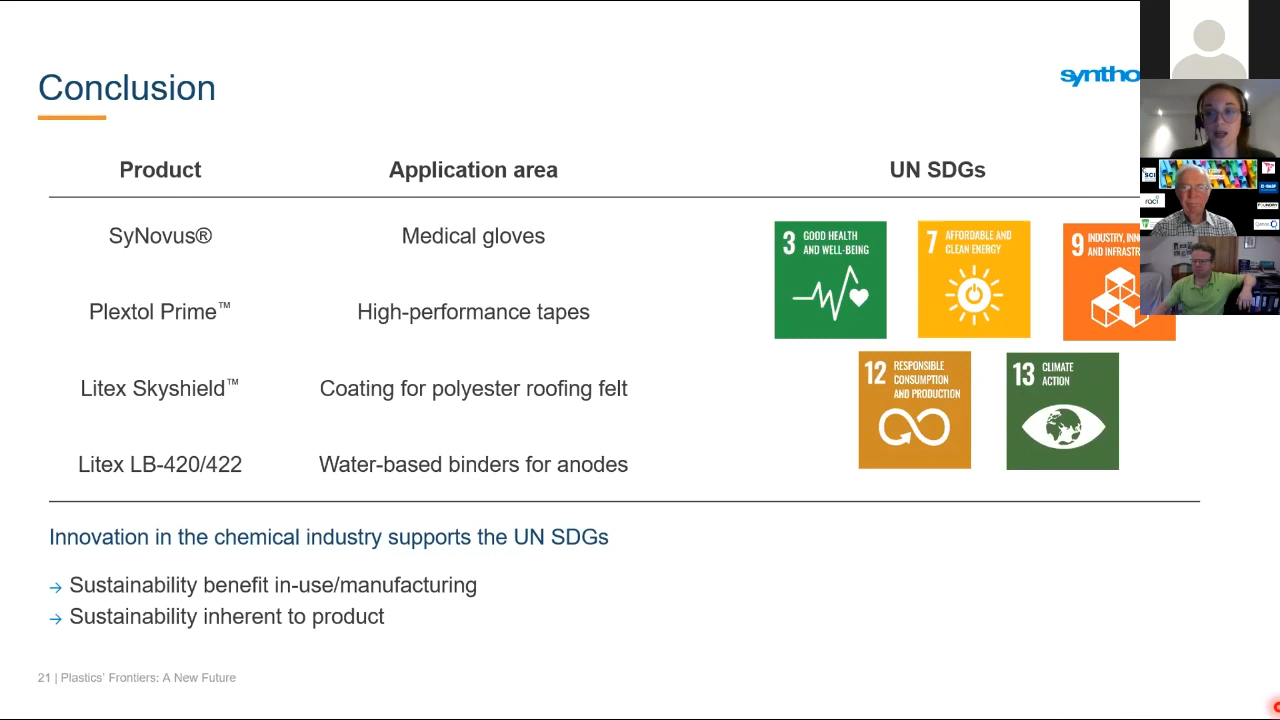 Conclusion
syntho
Product Application area UN SDGs
SyNovus® Medical gloves
Plextol Prime™ High-performance tapes
Litex Skyshield™ Coating for polyester roofing felt
Litex LB-420/422 Water-based binders for anodes
3 GOOD HEALTH
AND WELL-BEING
7 AFFORDABLE AND
CLEAN ENERGY
9 INDUSTRY, INN
AND INFRAST
12 RESPONSIBLE
CONSUMPTION
AND PRODUCTION
13 CLIMATE
ACTION
Innovation in the chemical industry supports the UN SDGs
→ Sustainability benefit in-use/manufacturing
→ Sustainability inherent to product
21 | Plastics' Frontiers: A New Future
SCI
raci